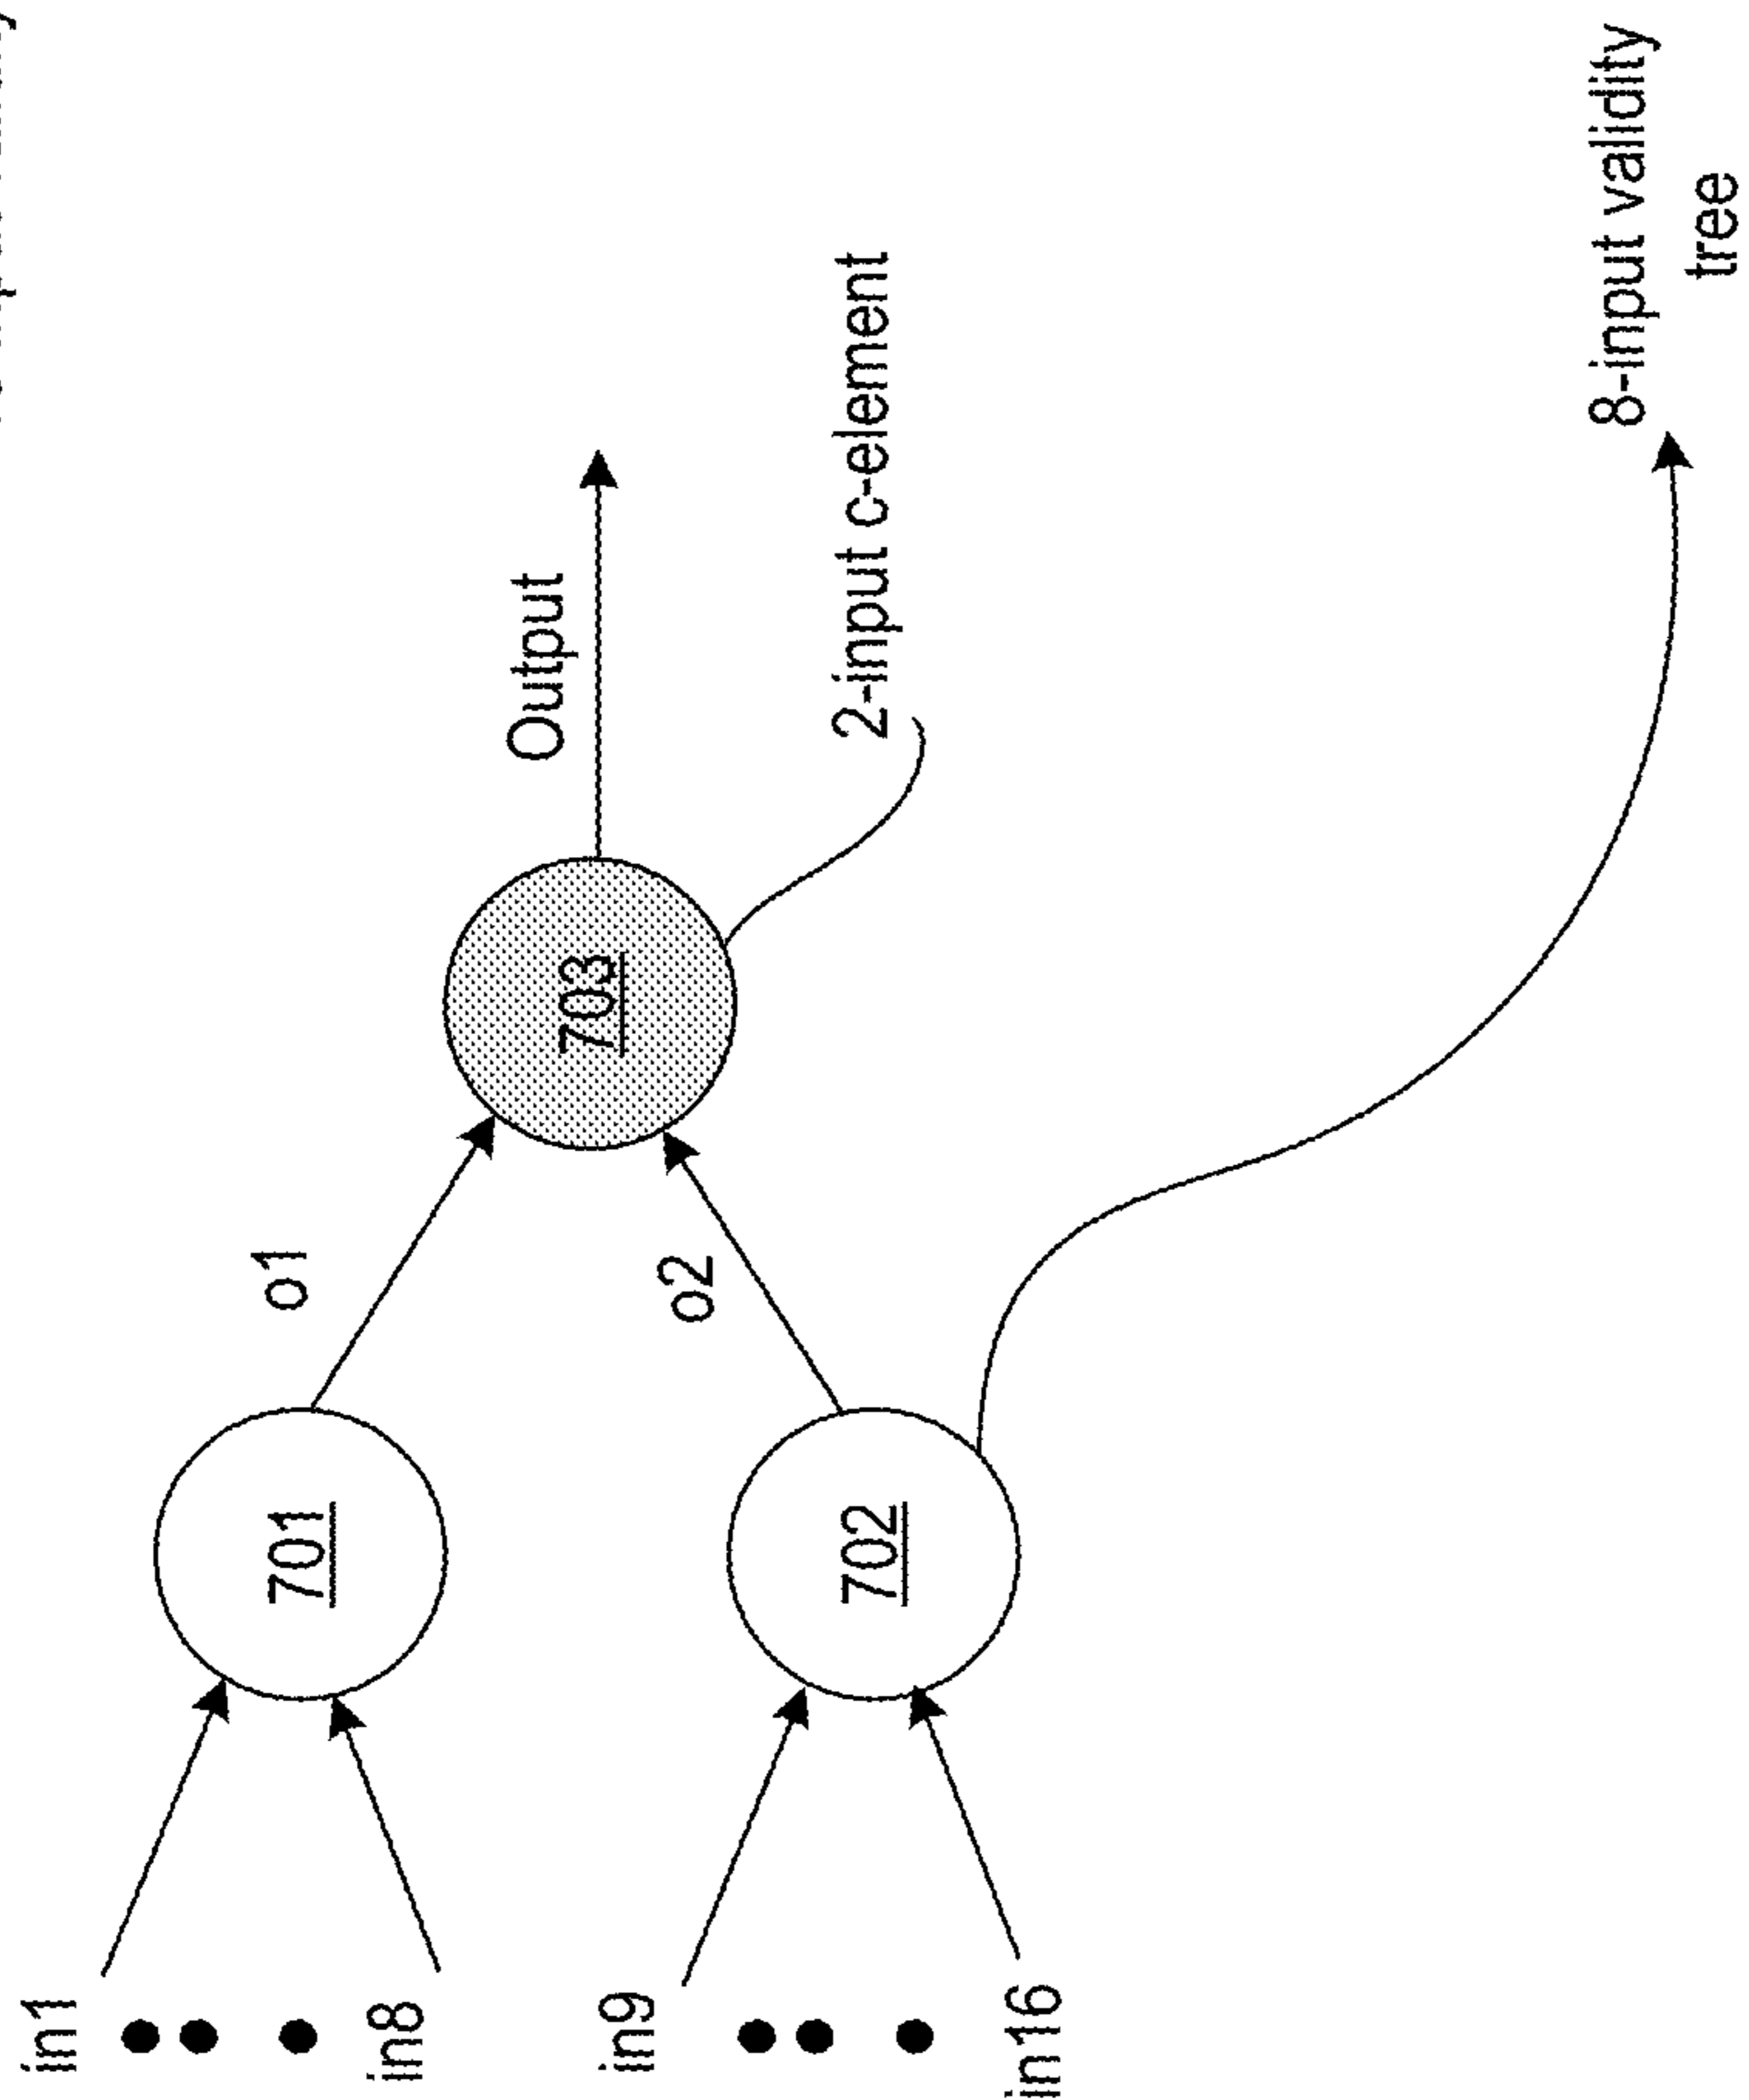 in1
in8
in9
in16
701
702
o1
o2
703
Output
2-input c-element
8-input validity
tree